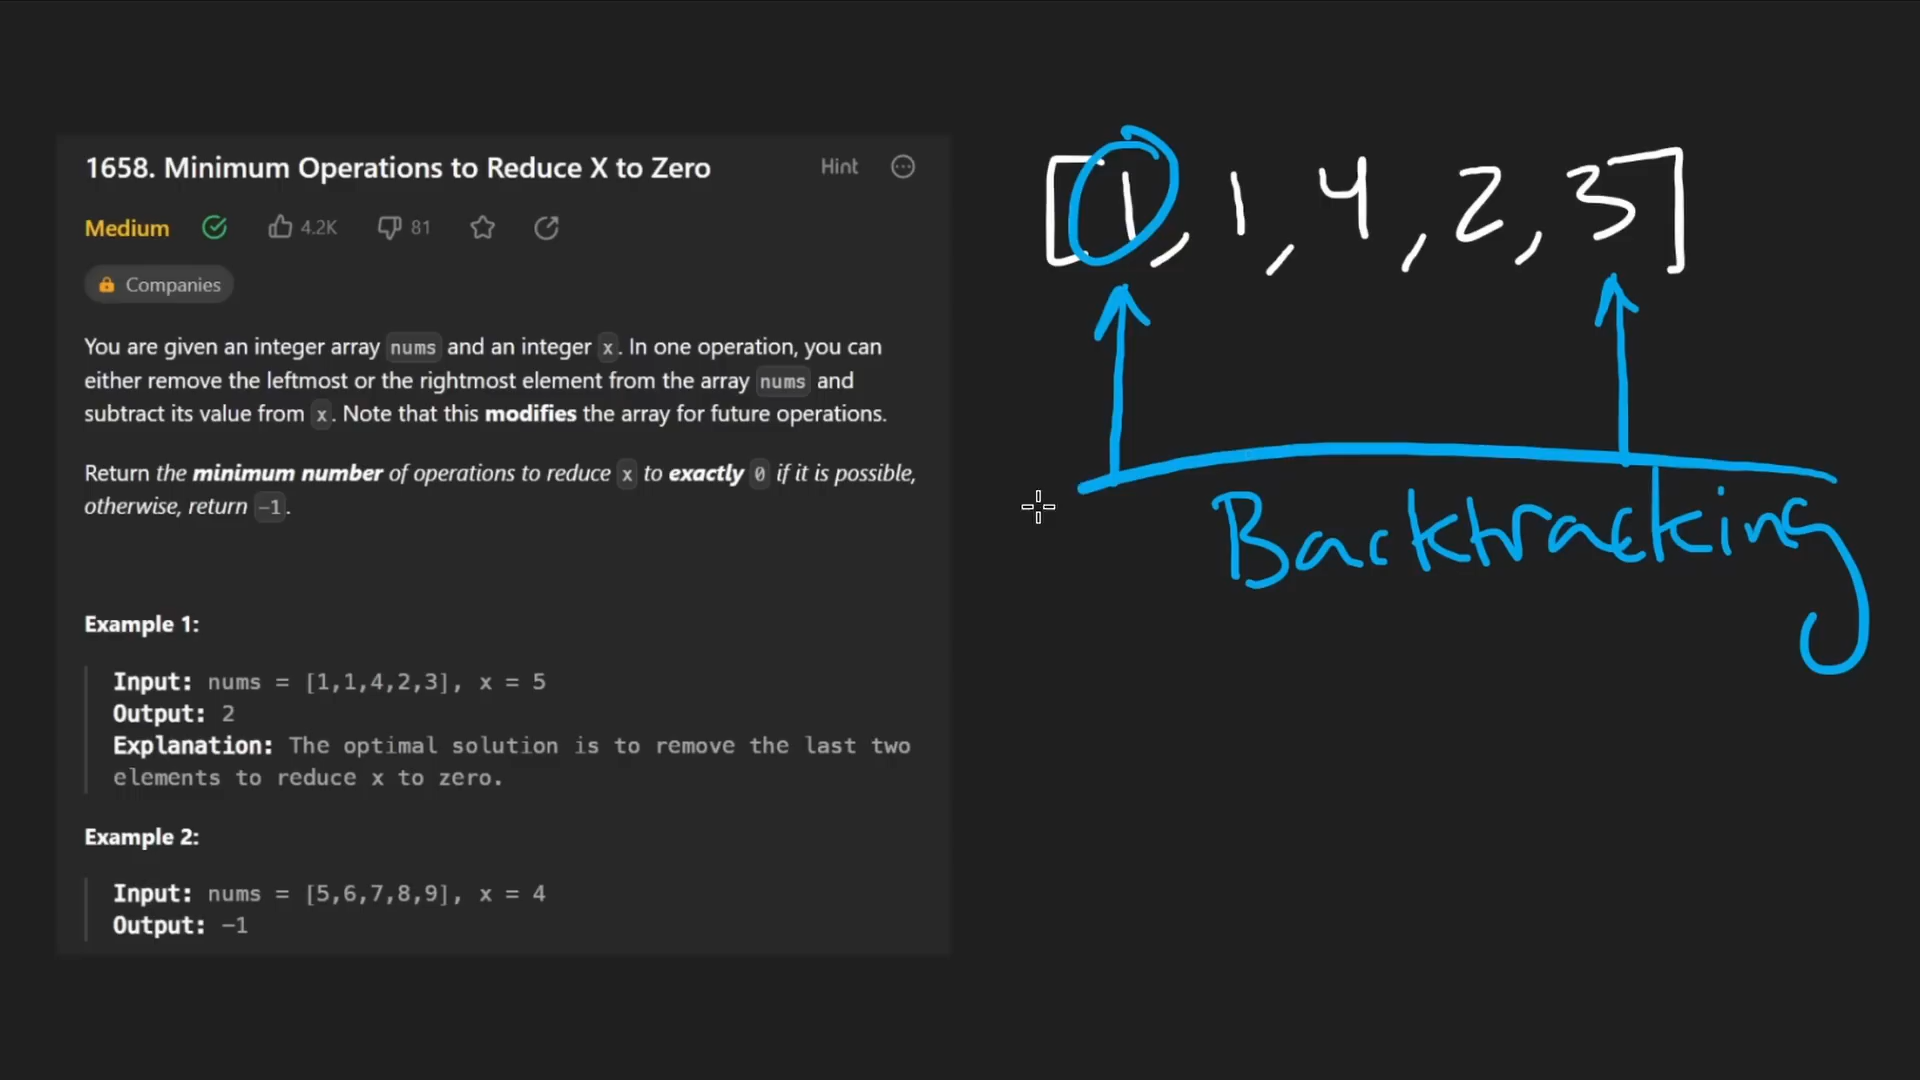 1658. Minimum Operations to Reduce X to Zero
Hint
Medium
4.2K
81
Companies
You are given an integer array nums and an integer x. In one operation, you can
either remove the leftmost or the rightmost element from the array nums and
subtract its value from x. Note that this modifies the array for future operations.
Return the minimum number of operations to reduce x to exactly 0 if it is possible,
otherwise, return -1.
Example 1:
Input: nums = [1,1,4,2,3], x = 5
Output: 2
Explanation: The optimal solution is to remove the last two
elements to reduce x to zero.
Example 2:
Input: nums = [5,6,7,8,9], x = 4
Output: -1
[1,1,4,2,3]
Backtracking